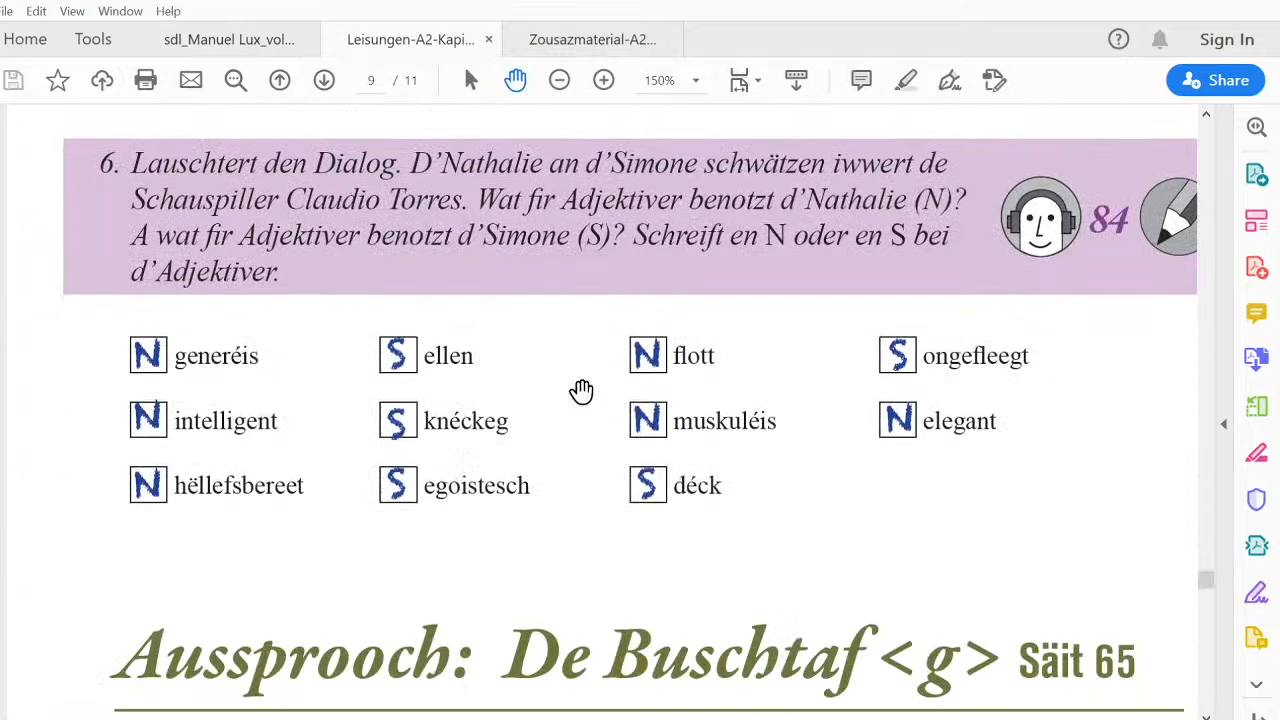 File Edit View Window Help
Home Tools sdl_Manuel Lux_vol... Leisungen-A2-Kapi... × Zousazmaterial-A2... ? Sign In
9 / 11 150% Share
6. Lauschtert den Dialog. D'Nathalie an d'Simone schwätzen iwwert de
Schauspiller Claudio Torres. Wat fir Adjektiver benotzt d'Nathalie (N)?
A wat fir Adjektiver benotzt d'Simone (S)? Schreift en N oder en S bei
d'Adjektiver.
84
N generéis S ellen N flott S ongefleegt
N intelligent S knéckeg N muskuléis N elegant
N hëllefsbereet S egoistesch S déck
Aussprooch: De Buschtaf <g> Säit 65